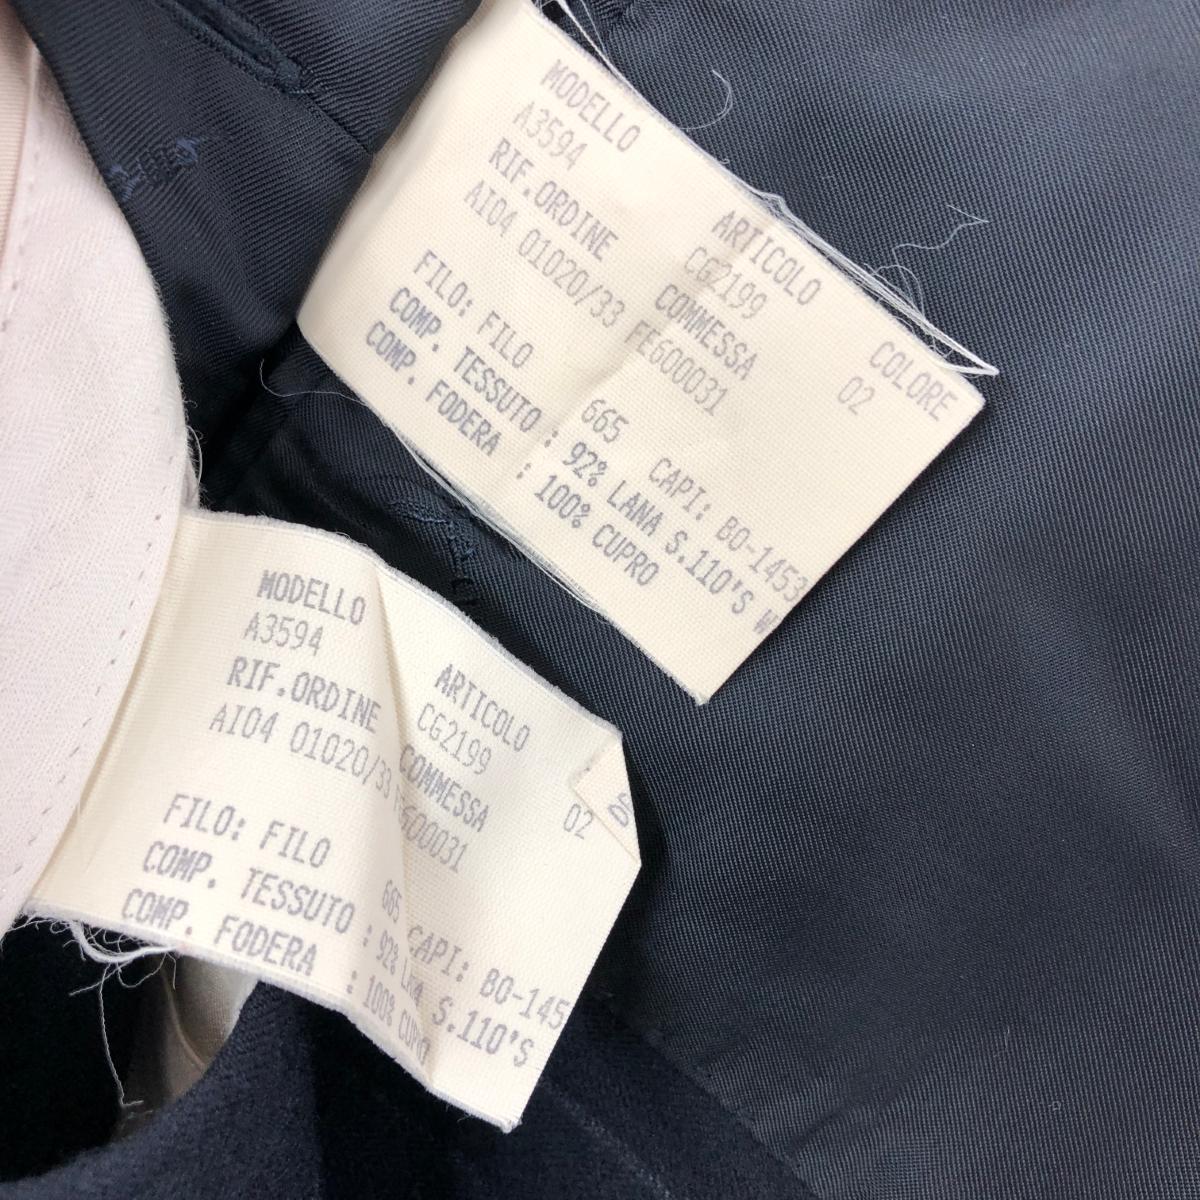 MODELLO ARTICOLO COLORE
A3594 CG2199 02
RIF.ORDINE COMMESSA
AI04 01020/33 FE600031
FILO: FILO 665 CAPI: BO-1453
COMP. TESSUTO : 92% LANA S.110'S W
COMP. FODERA : 100% CUPRO
MODELLO ARTICOLO
A3594 CG2199 02
RIF.ORDINE COMMESSA
AI04 01020/33 FE600031
FILO: FILO 665 CAPI: BO-145
COMP. TESSUTO : 92% LANA S.110'S
COMP. FODERA : 100% CUPRO